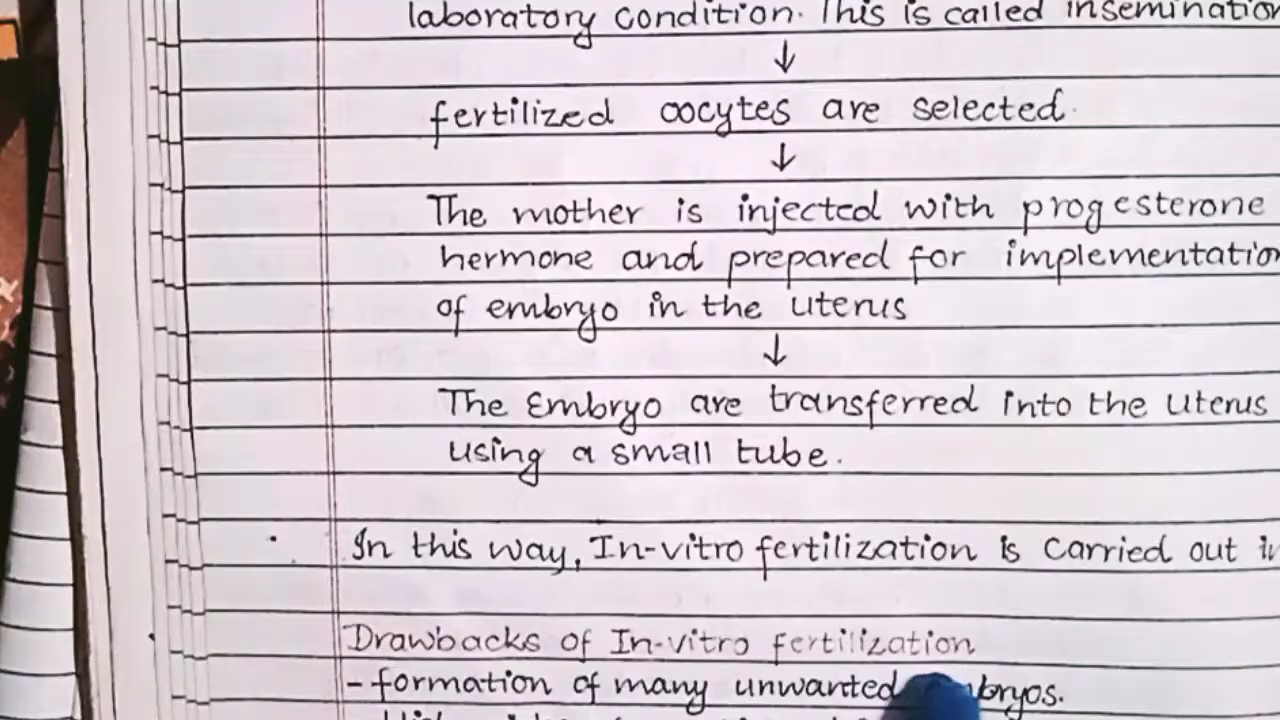 laboratory condition. This is called insemination
↓
fertilized oocytes are selected.
↓
The mother is injected with progesterone
hermone and prepared for implementation
of embryo in the uterus
↓
The Embryo are transferred into the uterus
using a small tube.
In this way, In-vitro fertilization is carried out in
Drawbacks of In-vitro fertilization
- formation of many unwanted embryos.